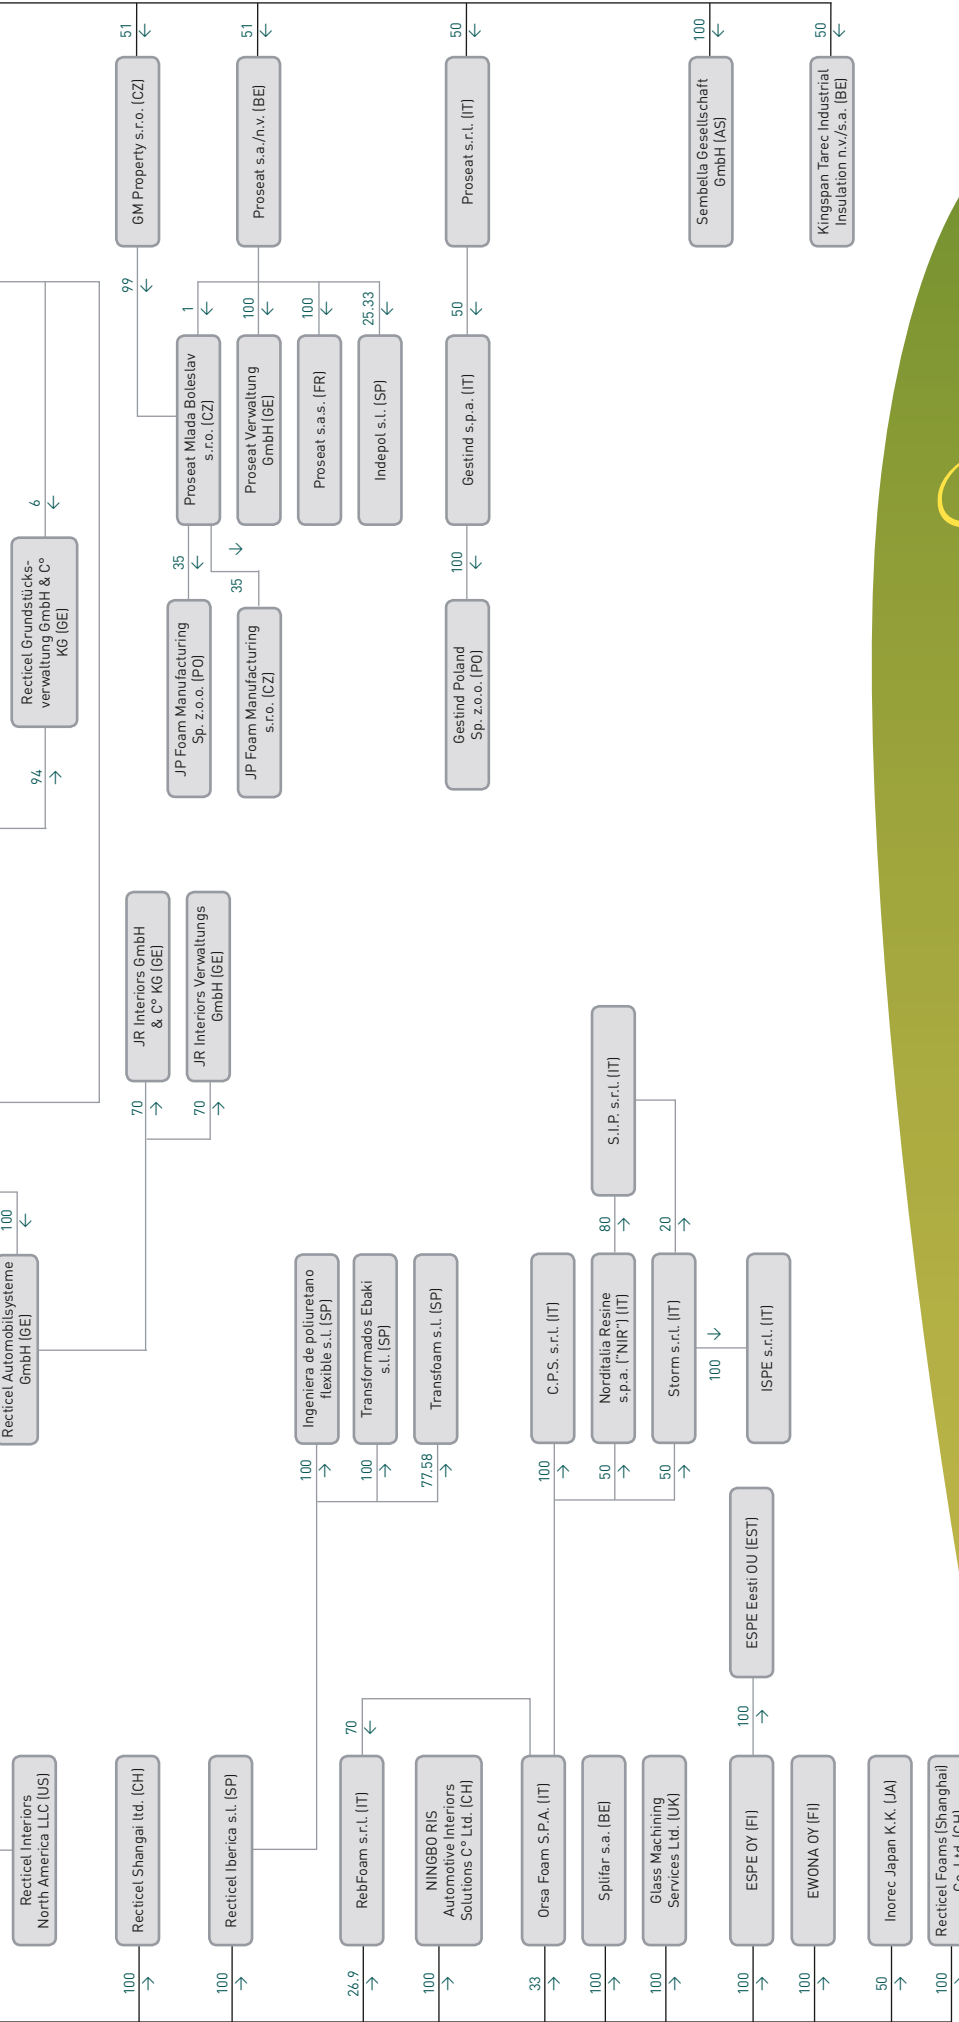 51
GM Property s.r.o. (CZ)
51
Proseat s.a./n.v. (BE)
50
Proseat s.r.l. (IT)
100
Sembella Gesellschaft
GmbH (AS)
50
Kingspan Tarec Industrial
Insulation n.v./s.a. (BE)
99
1
100
100
25.33
50
Proseat Mlada Boleslav
s.r.o. (CZ)
Proseat Verwaltung
GmbH (GE)
Proseat s.a.s. (FR)
Indepol s.l. (SP)
Gestind s.p.a. (IT)
6
Recticel Grundstücks-
verwaltung GmbH & C°
KG (GE)
94
35
35
100
JP Foam Manufacturing
Sp. z.o.o. (PO)
JP Foam Manufacturing
s.r.o. (CZ)
Gestind Poland
Sp. z.o.o. (PO)
JR Interiors GmbH
& C° KG (GE)
JR Interiors Verwaltungs
GmbH (GE)
70
70
100
Recticel Automobilsysteme
GmbH (GE)
Ingeniera de poliuretano
flexible s.l. (SP)
Transformados Ebaki
s.l. (SP)
Transfoam s.l. (SP)
100
100
77.58
S.I.P. s.r.l. (IT)
80
20
C.P.S. s.r.l. (IT)
Norditalia Resine
s.p.a. ("NIR") (IT)
Storm s.r.l. (IT)
100
ISPE s.r.l. (IT)
100
50
50
ESPE Eesti OU (EST)
100
70
Recticel Interiors
North America LLC (US)
Recticel Shangai ltd. (CH)
Recticel Iberica s.l. (SP)
RebFoam s.r.l. (IT)
NINGBO RIS
Automotive Interiors
Solutions C° Ltd. (CH)
Orsa Foam S.P.A. (IT)
Splifar s.a. (BE)
Glass Machining
Services Ltd. (UK)
ESPE OY (FI)
EWONA OY (FI)
Inorec Japan K.K. (JA)
Recticel Foams (Shanghai)
Co Ltd. (CH)
100
100
26.9
100
33
100
100
100
100
50
100